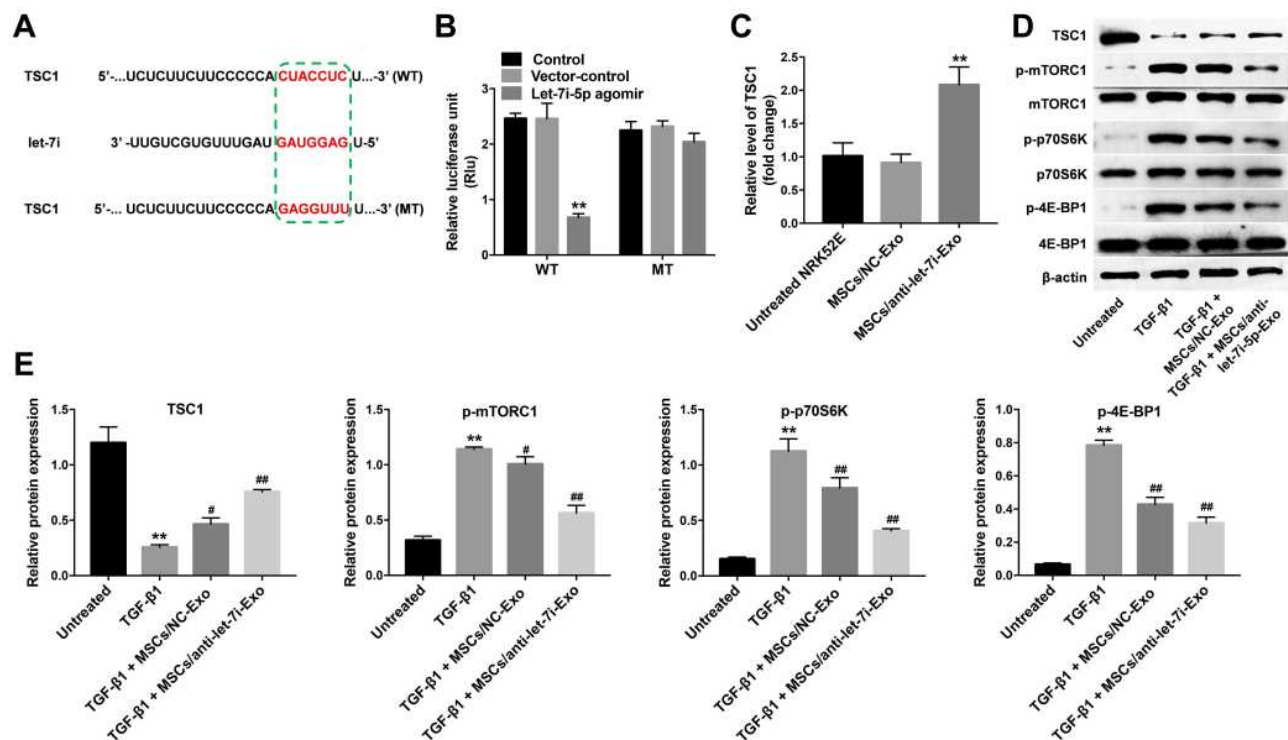 A
TSC1 5'-...UCUCUUCUUCCCCCACUACCUCU...-3' (WT)
let-7i 3' -UUGUCGUGUUUGAUGAUGGAGU-5'
TSC1 5'-...UCUCUUCUUCCCCCAGAGGUUUU...-3' (MT)
B
Control
Vector-control
Let-7i-5p agomir
Relative luciferase unit
(Rlu)
3
2
1
0
**
WT MT
C
Relative level of TSC1
(fold change)
2.5
2.0
1.5
1.0
0.5
0.0
**
Untreated NRK52E
MSCs/NC-Exo
MSCs/anti-let-7i-Exo
D
TSC1
p-mTORC1
mTORC1
p-p70S6K
p70S6K
p-4E-BP1
4E-BP1
β-actin
Untreated
TGF-β1
TGF-β1 +
MSCs/NC-Exo
TGF-β1 + MSCs/anti-
let-7i-5p-Exo
E
TSC1
Relative protein expression
1.5
1.0
0.5
0.0
**
#
##
Untreated
TGF-β1
TGF-β1 + MSCs/NC-Exo
TGF-β1 + MSCs/anti-let-7i-Exo
p-mTORC1
Relative protein expression
1.5
1.0
0.5
0.0
**
#
##
Untreated
TGF-β1
TGF-β1 + MSCs/NC-Exo
TGF-β1 + MSCs/anti-let-7i-Exo
p-p70S6K
Relative protein expression
1.5
1.0
0.5
0.0
**
##
##
Untreated
TGF-β1
TGF-β1 + MSCs/NC-Exo
TGF-β1 + MSCs/anti-let-7i-Exo
p-4E-BP1
Relative protein expression
0.8
0.6
0.4
0.2
0.0
**
##
##
Untreated
TGF-β1
TGF-β1 + MSCs/NC-Exo
TGF-β1 + MSCs/anti-let-7i-Exo